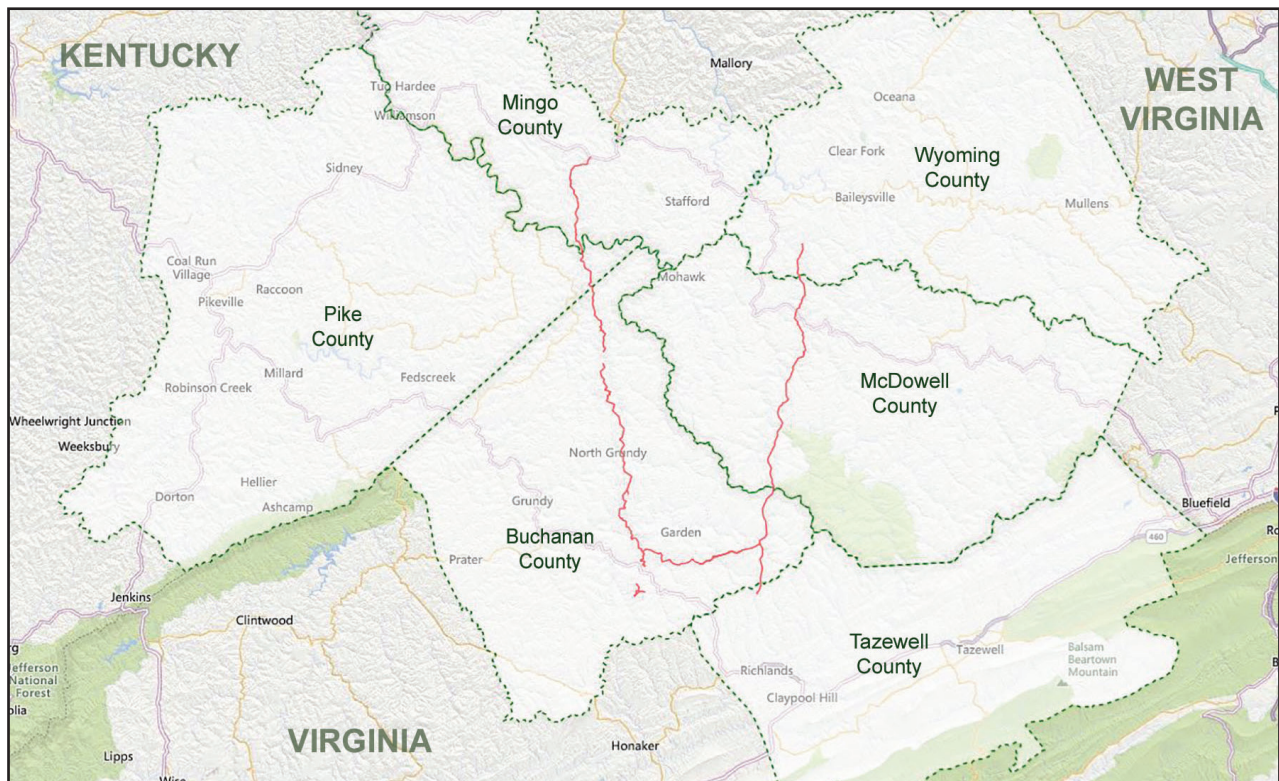 KENTUCKY
Mallory
WEST
VIRGINIA
Tug Hardee
Williamson
Mingo
County
Oceana
Clear Fork
Wyoming
County
Sidney
Stafford
Baileysville
Mullens
Coal Run
Village
Raccoon
Pikeville
Mohawk
Pike
County
Millard
Fedscreek
Robinson Creek
McDowell
County
Wheelwright Junction
Weeksbury
North Grundy
Hellier
Dorton
Ashcamp
Grundy
Bluefield
Garden
Buchanan
County
460
Prater
Jefferson
Jenkins
Clintwood
Tazewell
County
Tazewell
Balsam
Beartown
Mountain
Jefferson
National
Forest
Richlands
Claypool Hill
VIRGINIA
Honaker
Lipps
Wise